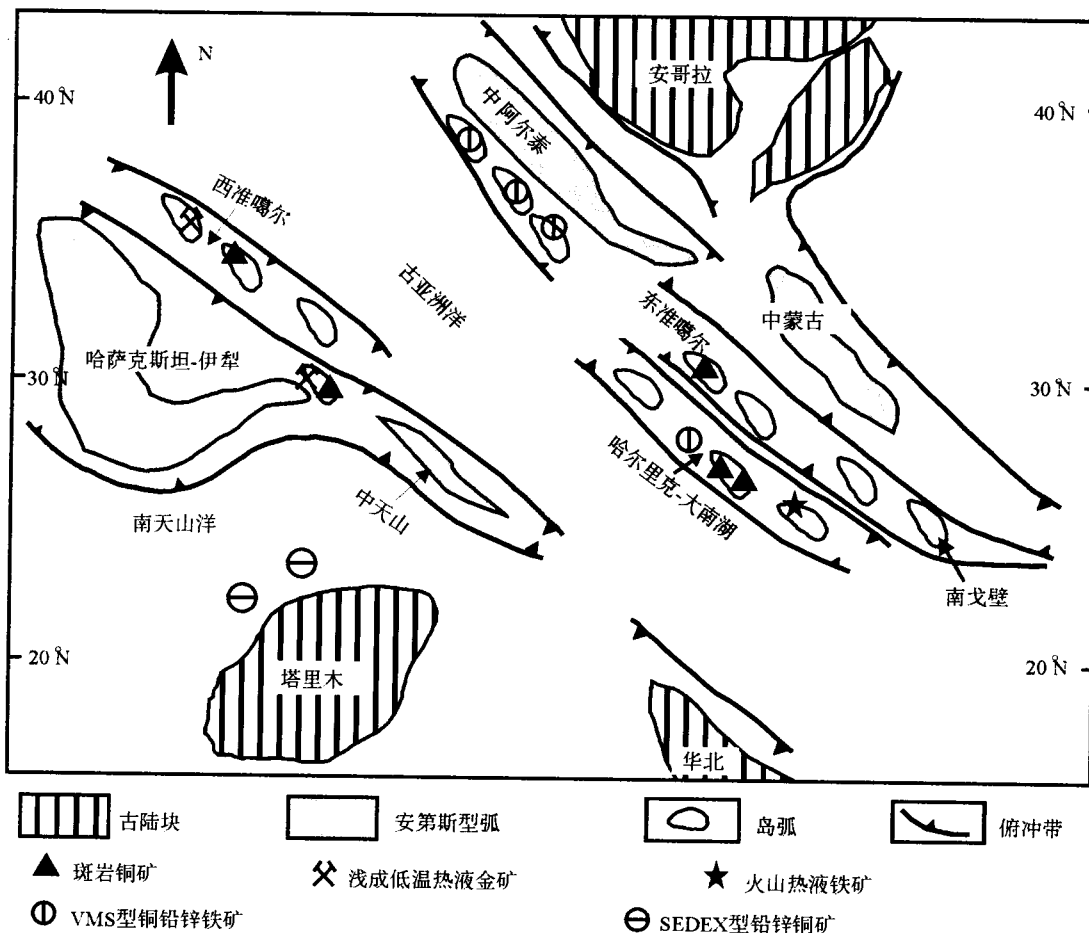 N
安哥拉
40°N
40°N
中阿尔泰
西准噶尔
古亚洲洋
东准噶尔
中蒙古
哈萨克斯坦-伊犁
30°N
30°N
哈尔里克-大南湖
中天山
南天山洋
南戈壁
20°N
20°N
塔里木
华北
古陆块
安第斯型弧
岛弧
俯冲带
斑岩铜矿
浅成低温热液金矿
火山热液铁矿
VMS型铜铅锌铁矿
SEDEX型铅锌铜矿